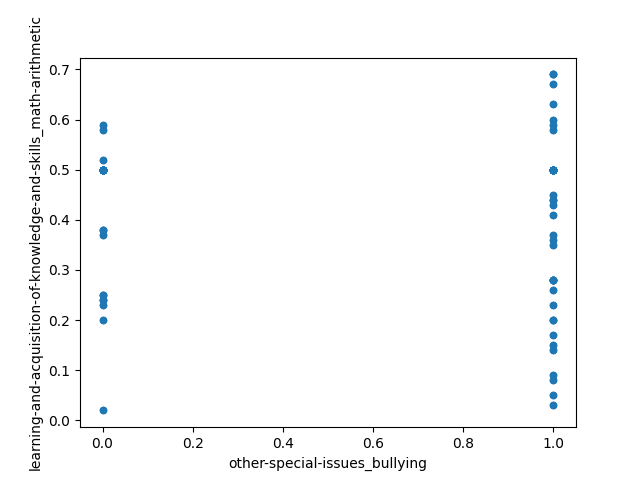 learning-and-acquisition-of-knowledge-and-skills_math-arithmetic
0.7
0.6
0.5
0.4
0.3
0.2
0.1
0.0
0.0 0.2 0.4 0.6 0.8 1.0
other-special-issues_bullying